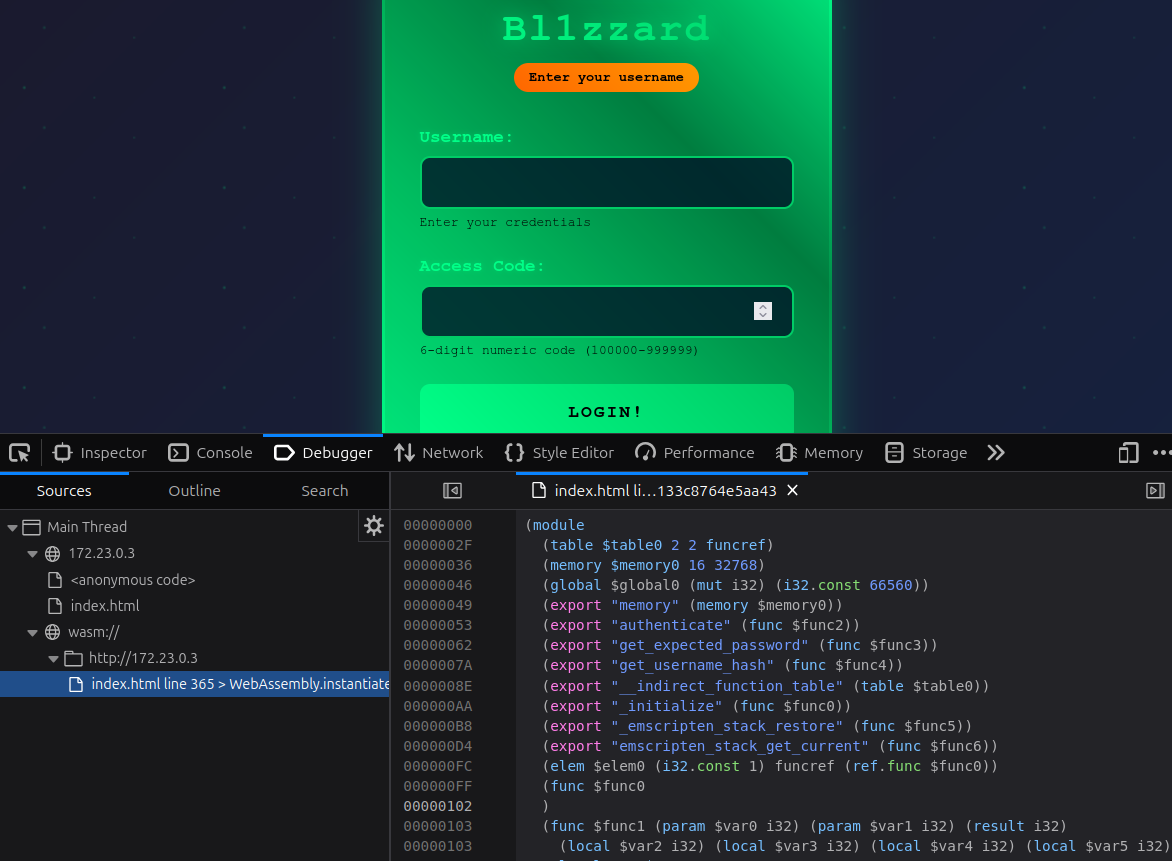 Bl1zzard
Enter your username
Username:
Enter your credentials
Access Code:
6-digit numeric code (100000-999999)
LOGIN!
Inspector Console Debugger Network Style Editor Performance Memory Storage
Sources Outline Search
index.html li…133c8764e5aa43
Main Thread
172.23.0.3
<anonymous code>
index.html
wasm://
http://172.23.0.3
index.html line 365 > WebAssembly.instantiate
00000000 (module
0000002F (table $table0 2 2 funcref)
00000036 (memory $memory0 16 32768)
00000046 (global $global0 (mut i32) (i32.const 66560))
00000049 (export "memory" (memory $memory0))
00000053 (export "authenticate" (func $func2))
00000062 (export "get_expected_password" (func $func3))
0000007A (export "get_username_hash" (func $func4))
0000008E (export "__indirect_function_table" (table $table0))
000000AA (export "_initialize" (func $func0))
000000B8 (export "_emscripten_stack_restore" (func $func5))
000000D4 (export "emscripten_stack_get_current" (func $func6))
000000FC (elem $elem0 (i32.const 1) funcref (ref.func $func0))
000000FF (func $func0
00000102 )
00000103 (func $func1 (param $var0 i32) (param $var1 i32) (result i32)
00000103 (local $var2 i32) (local $var3 i32) (local $var4 i32) (local $var5 i32)